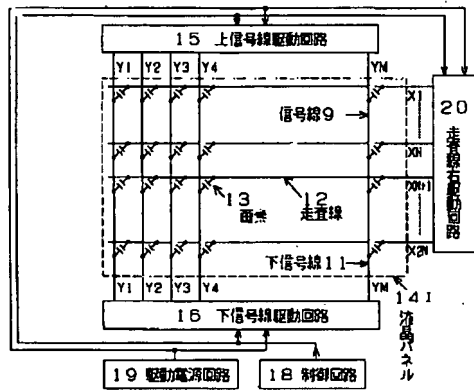 15 上信号線駆動回路
Y1 Y2 Y3 Y4 YM
X1
信号線9
20 走査線右駆動回路
XN
XN+1
13 画素
12 走査線
X2N
下信号線11
Y1 Y2 Y3 Y4 YM
141 液晶パネル
16 下信号線駆動回路
19 駆動電源回路
18 制御回路